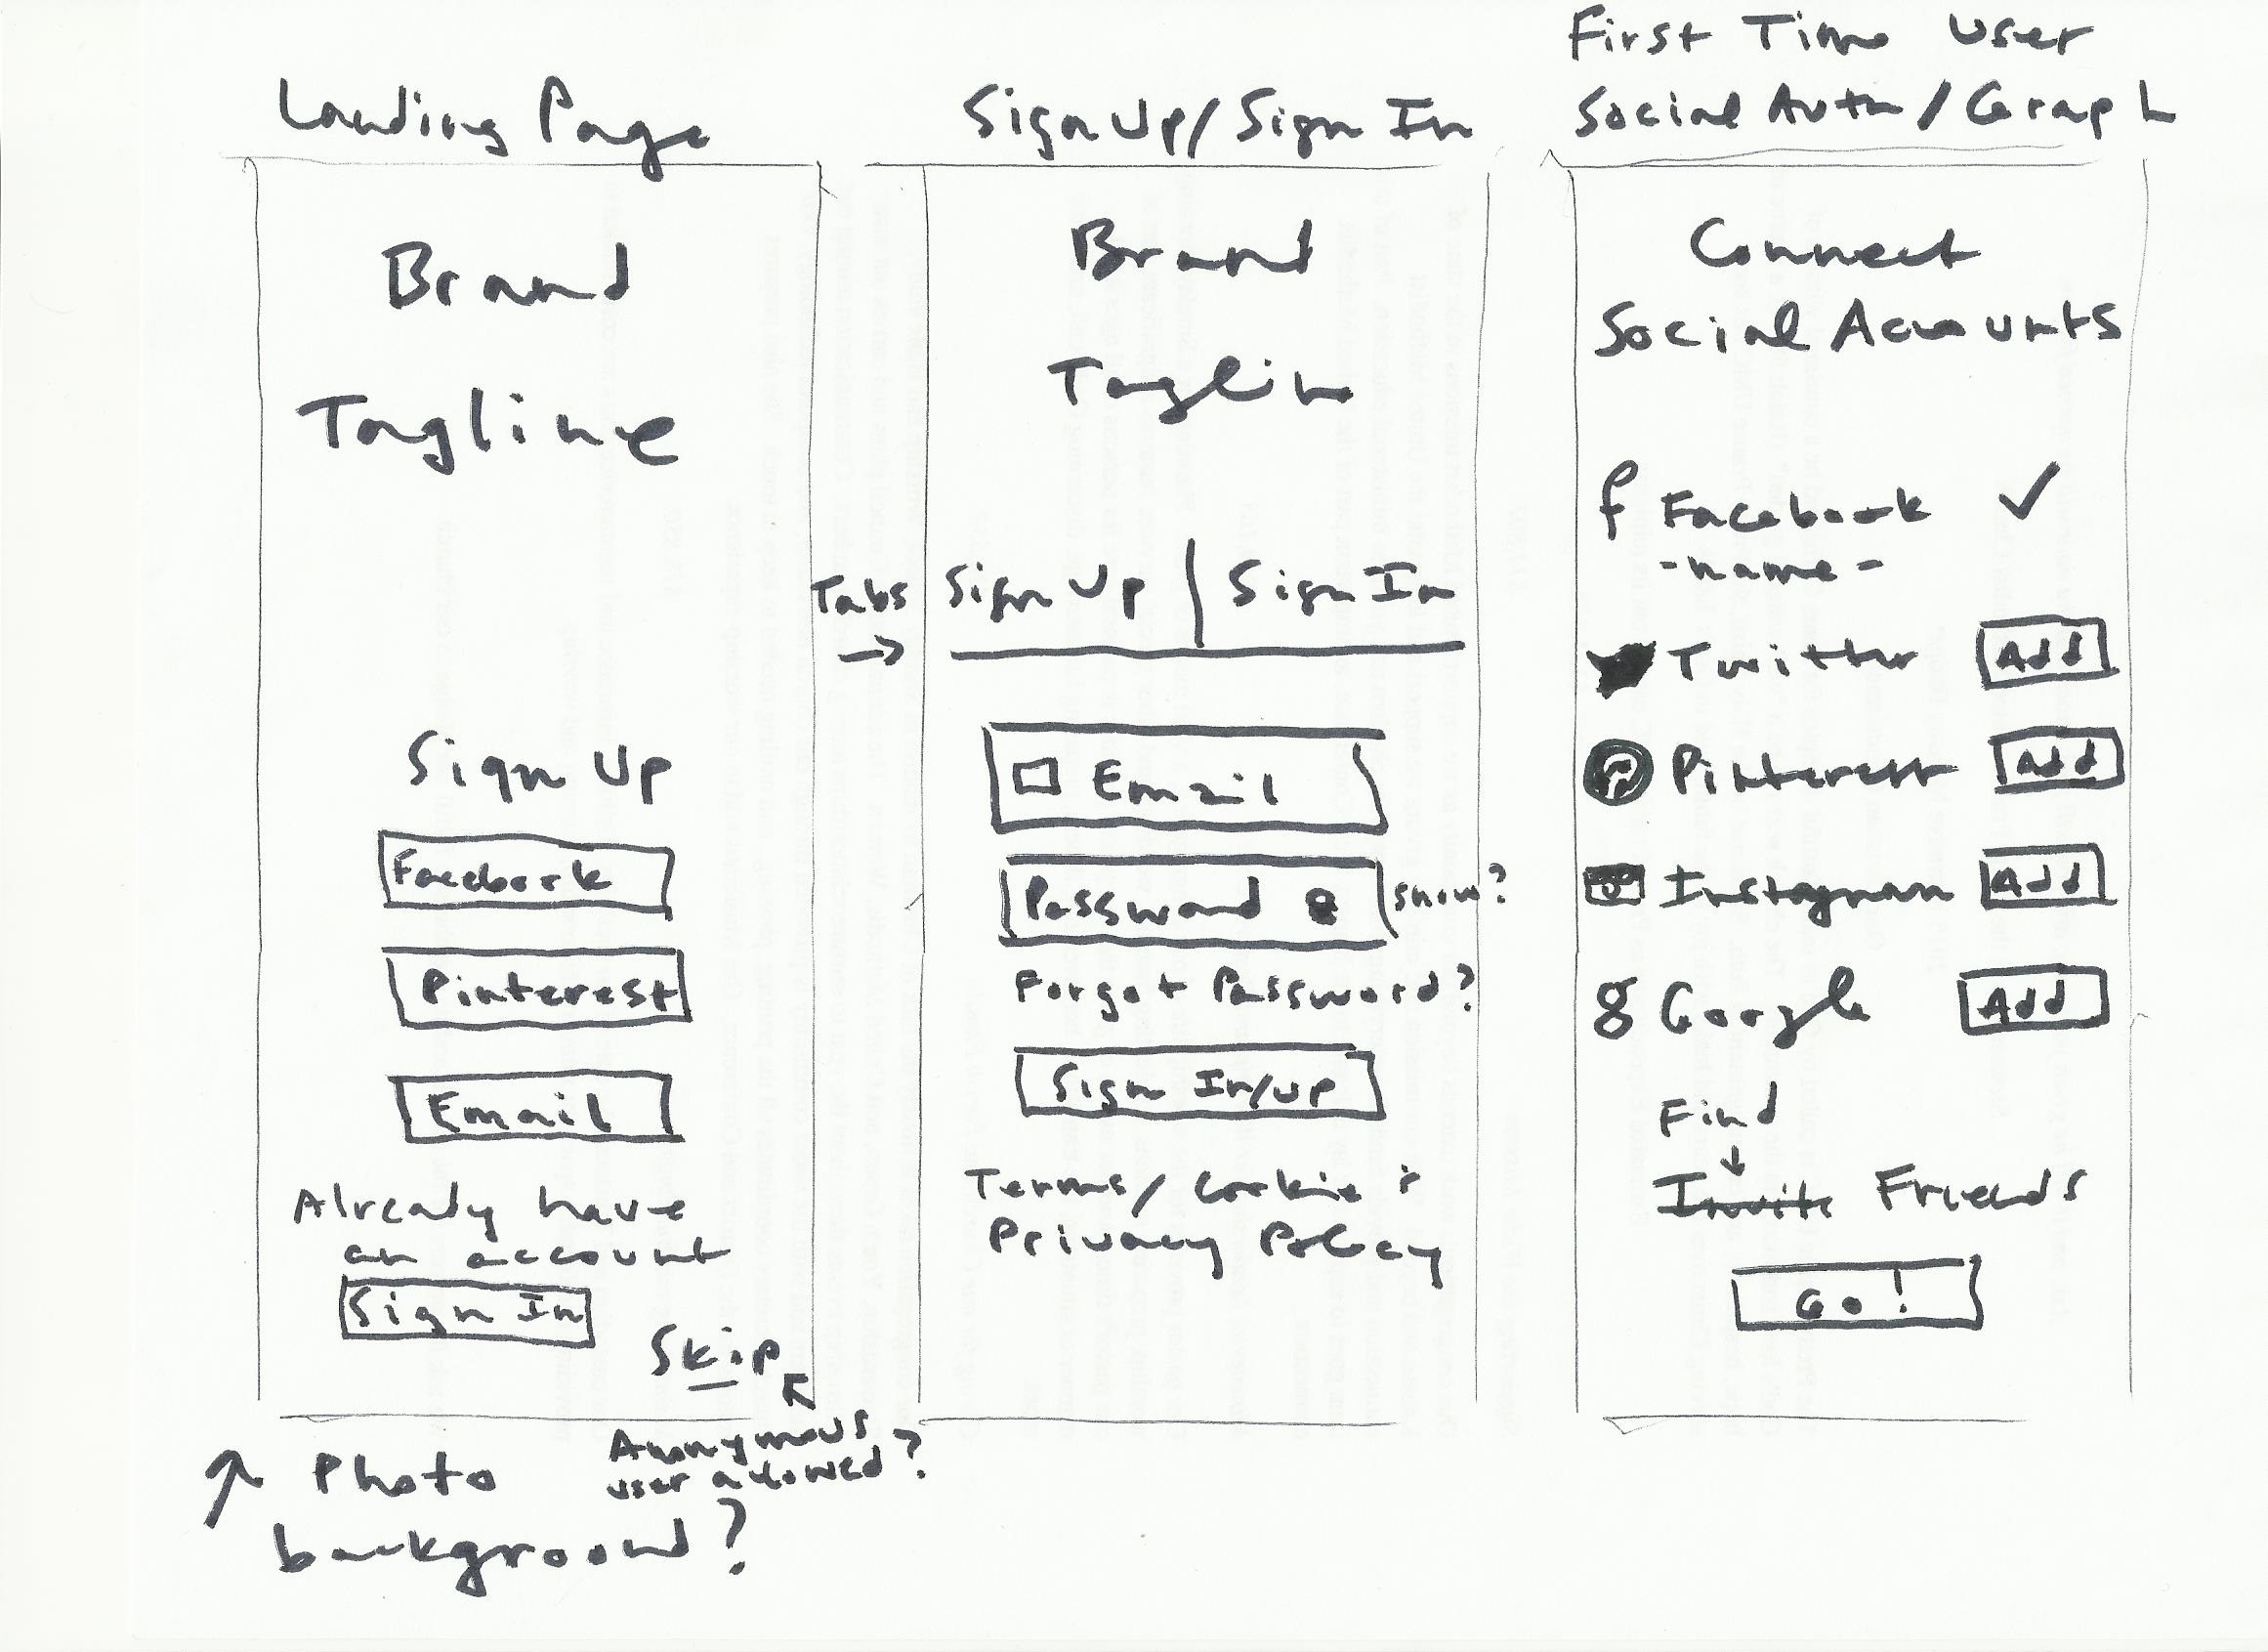 Landing Page
Brand
Tagline
Sign Up
Facebook
Pinterest
Email
Already have
an account
Sign In
Skip
Anonymous
user allowed?
Photo
background?
Sign Up/Sign In
Brand
Tagline
Tabs
Sign Up | Sign In
Email
Password
show?
Forgot Password?
Sign In/Up
Terms/Cookie +
Privacy Policy
First Time User
Social Auth/Graph
Connect
Social Accounts
f Facebook ✓
-name-
Twitter Add
Pinterest Add
Instagram Add
g Google Add
Find
Invite Friends
Go!